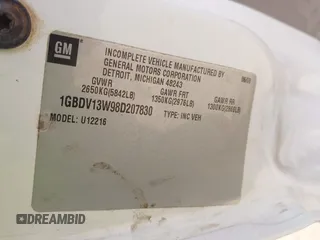 GM
INCOMPLETE VEHICLE MANUFACTURED BY
GENERAL MOTORS CORPORATION
DETROIT, MICHIGAN 48243
GVWR GAWR FRT GAWR RR
2650KG(5842LB) 1350KG(2976LB)
1GBDV13W98D207830 TYPE: INC VEH
MODEL: U12216
DREAMBID